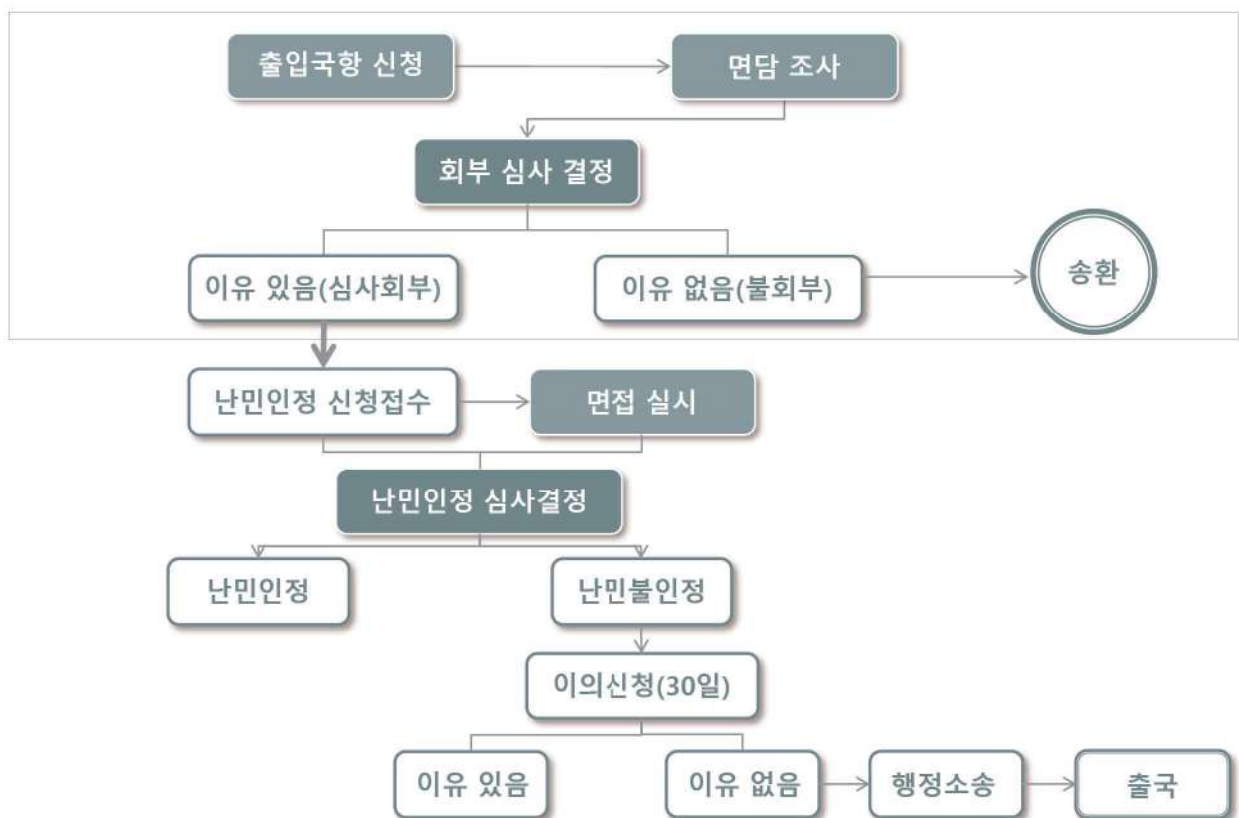 출입국항 신청
면담 조사
회부 심사 결정
이유 있음(심사회부)
이유 없음(불회부)
송환
난민인정 신청접수
면접 실시
난민인정 심사결정
난민인정
난민불인정
이의신청(30일)
이유 있음
이유 없음
행정소송
출국